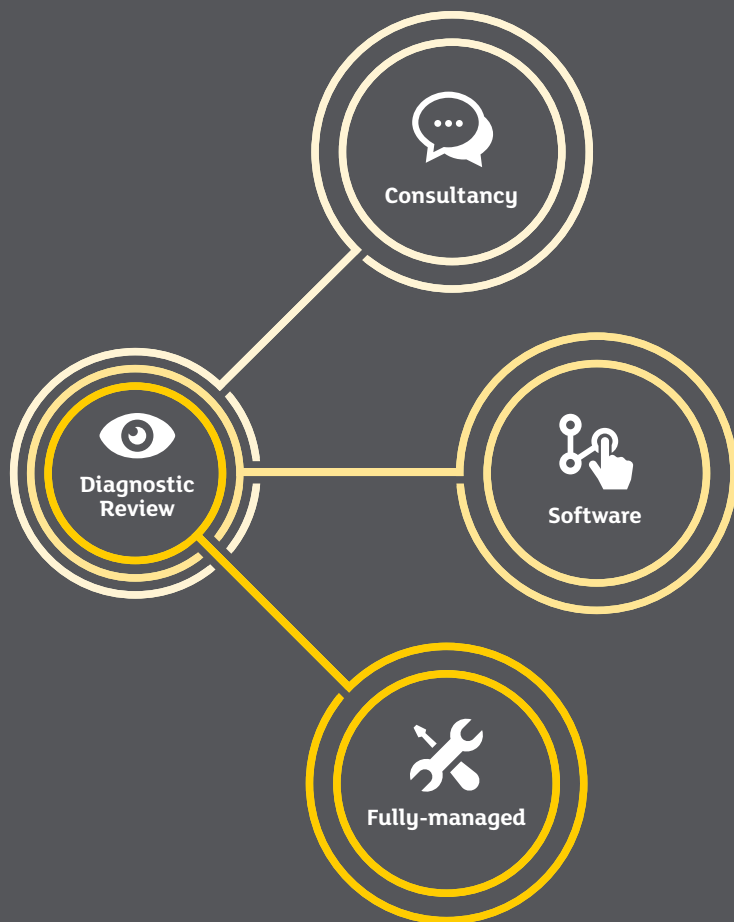 Consultancy
Diagnostic
Review
Software
Fully-managed